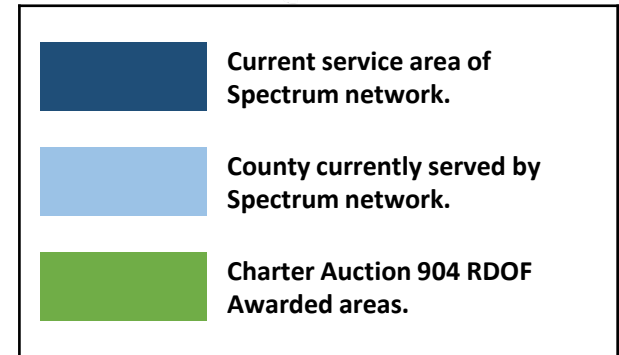 Current service area of
Spectrum network.
County currently served by
Spectrum network.
Charter Auction 904 RDOF
Awarded areas.